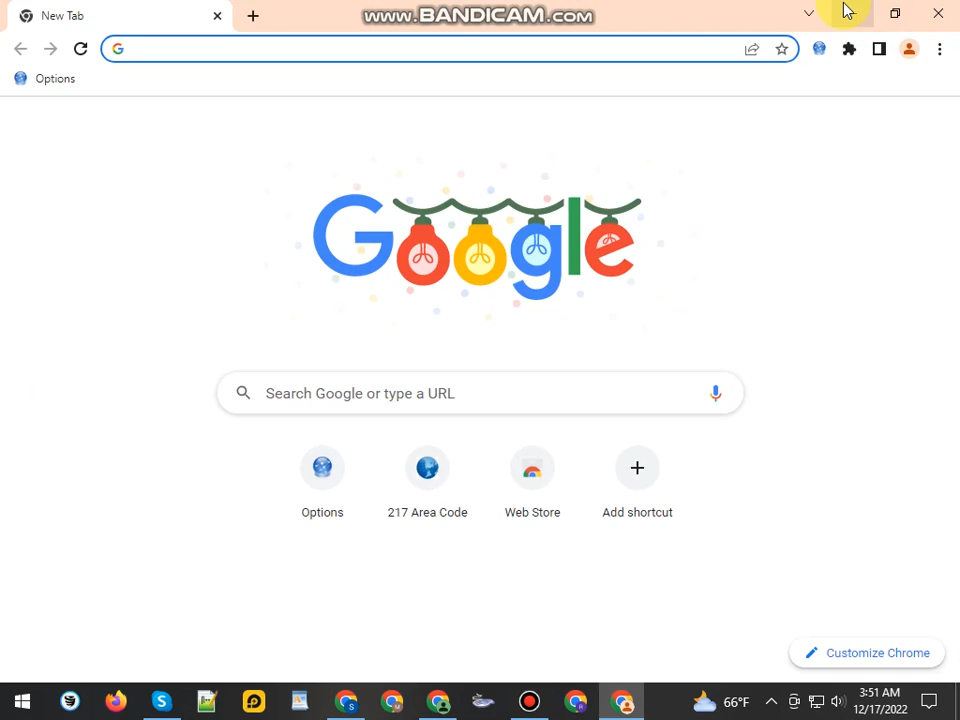 New Tab
www.BANDICAM.com
Options
Google
Search Google or type a URL
Options
217 Area Code
Web Store
Add shortcut
Customize Chrome
66°F
3:51 AM
12/17/2022